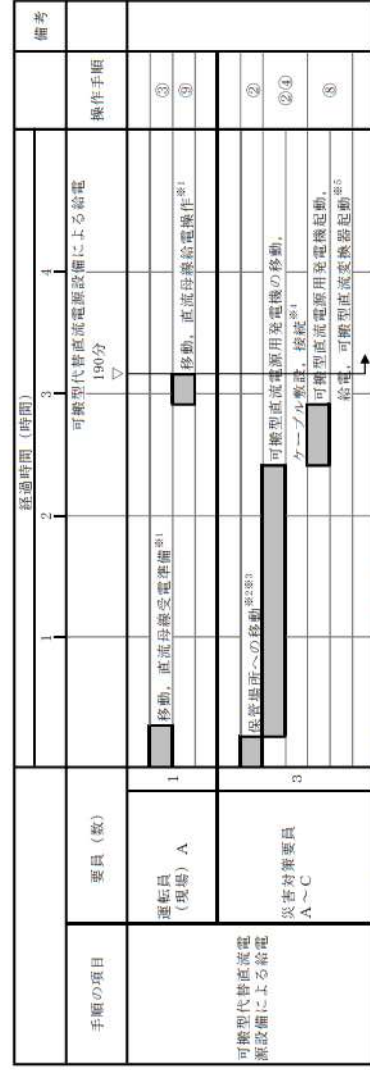 手順の項目
要員(数)
経過時間(時間)
1
2
3
4
操作手順
備考
可搬型代替直流電源設備による給電
190分
▽
可搬型代替直流電
源設備による給電
運転員
(現場) A
1
移動,直流母線受電準備※1
③
移動,直流母線給電操作※1
⑨
災害対策要員
A~C
3
保管場所への移動※2※3
②
可搬型直流電源用発電機の移動,
ケーブル敷設,接続※4
②④
可搬型直流電源用発電機起動,
給電,可搬型直流変換器起動※5
⑧